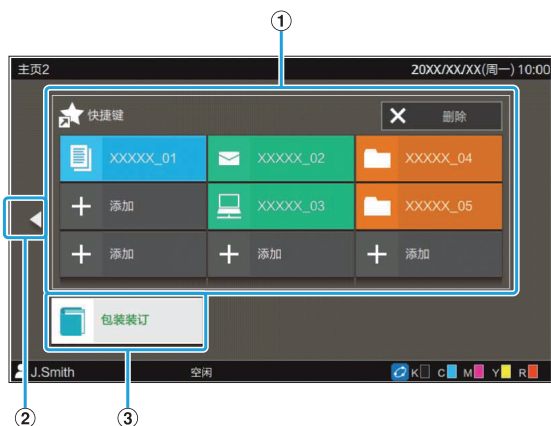 ①
主页2 20XX/XX/XX(周一) 10:00
快捷键 删除
XXXXX_01 XXXXX_02 XXXXX_04
添加 XXXXX_03 XXXXX_05
添加 添加 添加
包装装订
J.Smith 空闲 K C M Y R
② ③